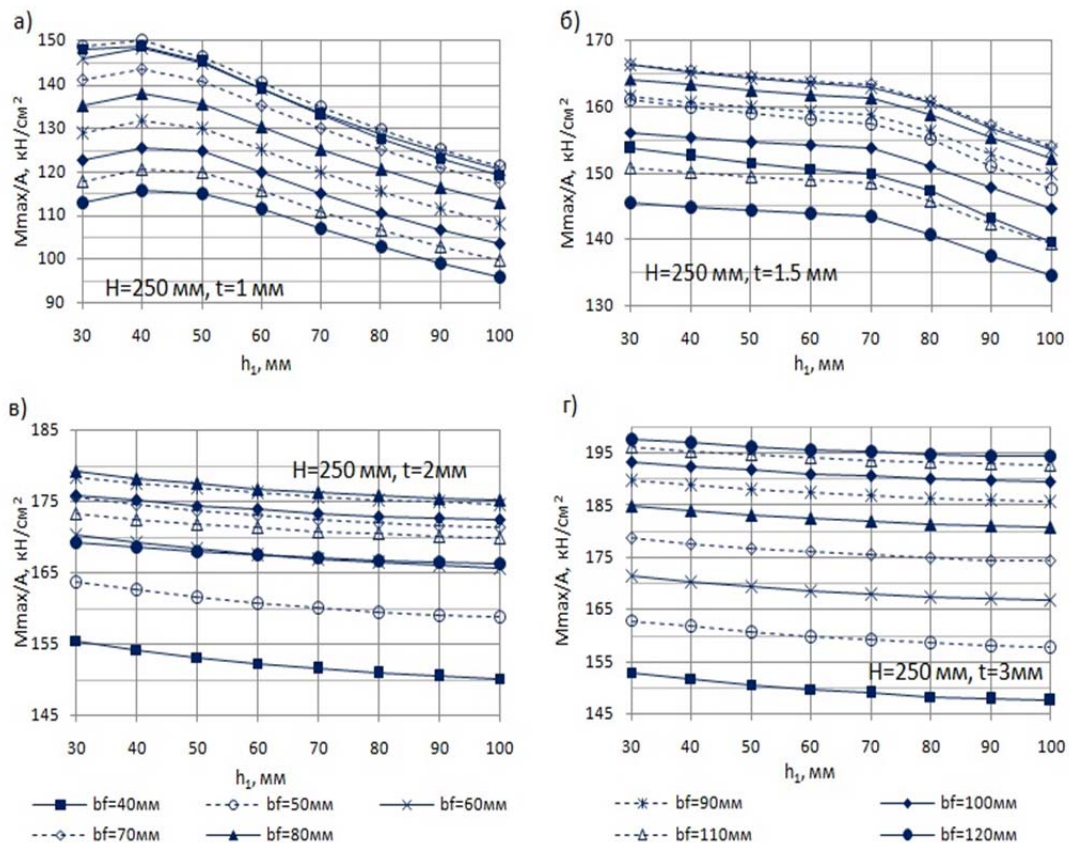 а)
Mmax/A, кН/см²
150
140
130
120
110
100
90
H=250 мм, t=1 мм
30 40 50 60 70 80 90 100
h₁, мм
б)
Mmax/A, кН/см²
170
160
150
140
130
H=250 мм, t=1.5 мм
30 40 50 60 70 80 90 100
h₁, мм
в)
Mmax/A, кН/см²
185
175
165
155
145
H=250 мм, t=2мм
30 40 50 60 70 80 90 100
h₁, мм
г)
Mmax/A, кН/см²
195
185
175
165
155
145
H=250 мм, t=3мм
30 40 50 60 70 80 90 100
h₁, мм
bf=40мм bf=50мм bf=60мм
bf=70мм bf=80мм
bf=90мм bf=100мм
bf=110мм bf=120мм